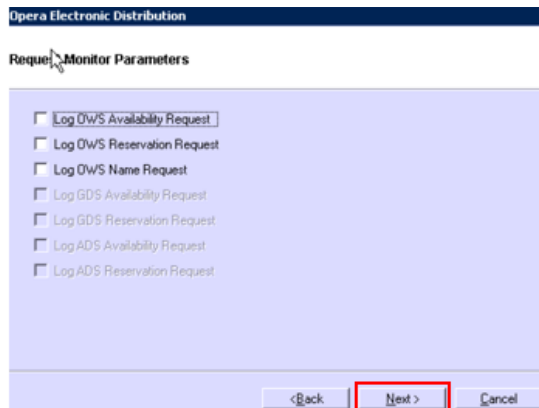 Opera Electronic Distribution
Reque Monitor Parameters
Log OWS Availability Request
Log OWS Reservation Request
Log OWS Name Request
Log GDS Availability Request
Log GDS Reservation Request
Log ADS Availability Request
Log ADS Reservation Request
<Back Next > Cancel